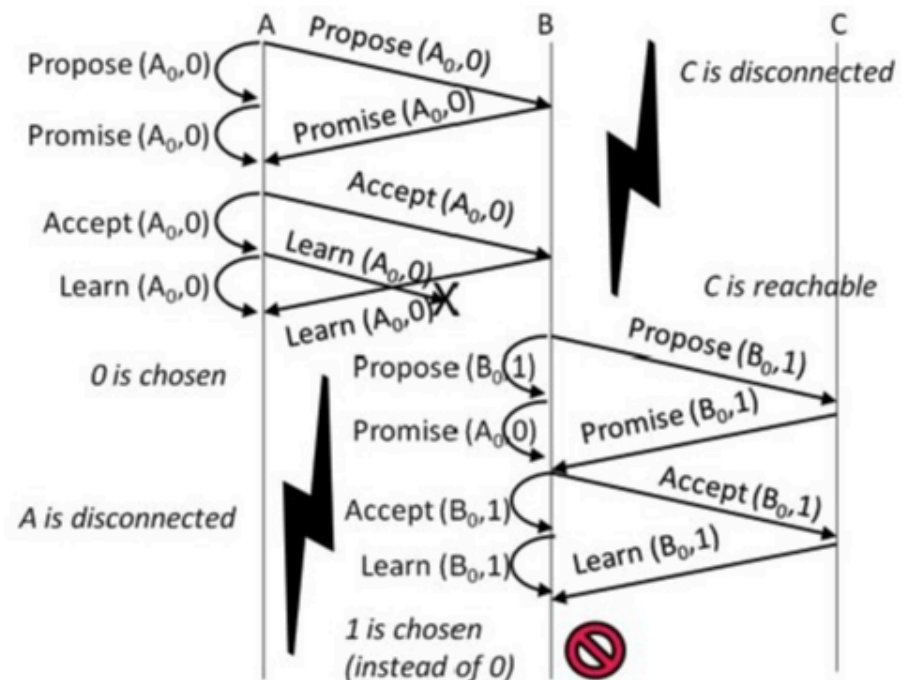 A
B
C
Propose (A₀,0)
Propose (A₀,0)
C is disconnected
Promise (A₀,0)
Promise (A₀,0)
Accept (A₀,0)
Accept (A₀,0)
Learn (A₀,0)
Learn (A₀,0)
C is reachable
Learn (A₀,0)
X
Propose (B₀,1)
0 is chosen
Propose (B₀,1)
Promise (B₀,1)
Promise (A₀,0)
Accept (B₀,1)
A is disconnected
Accept (B₀,1)
Learn (B₀,1)
Learn (B₀,1)
1 is chosen
(instead of 0)